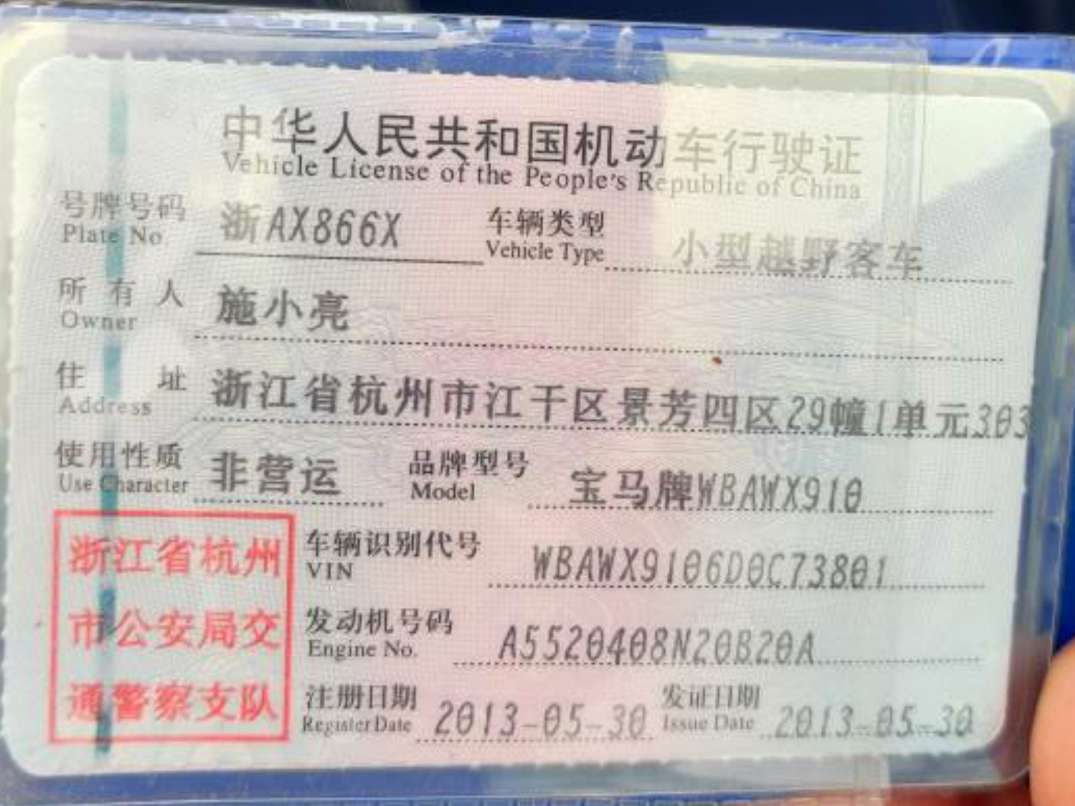 中华人民共和国机动车行驶证
Vehicle License of the People's Republic of China
号牌号码 浙AX866X 车辆类型 小型越野客车
Plate No. Vehicle Type
所有人 施小亮
Owner
住址 浙江省杭州市江干区景芳四区29幢1单元303
Address
使用性质 非营运 品牌型号 宝马牌WBAWX910
Use Character Model
浙江省杭州
市公安局交
通警察支队
车辆识别代号 WBAWX9106D0C73801
VIN
发动机号码 A5520408N20B20A
Engine No.
注册日期 2013-05-30 发证日期 2013-05-30
Register Date Issue Date